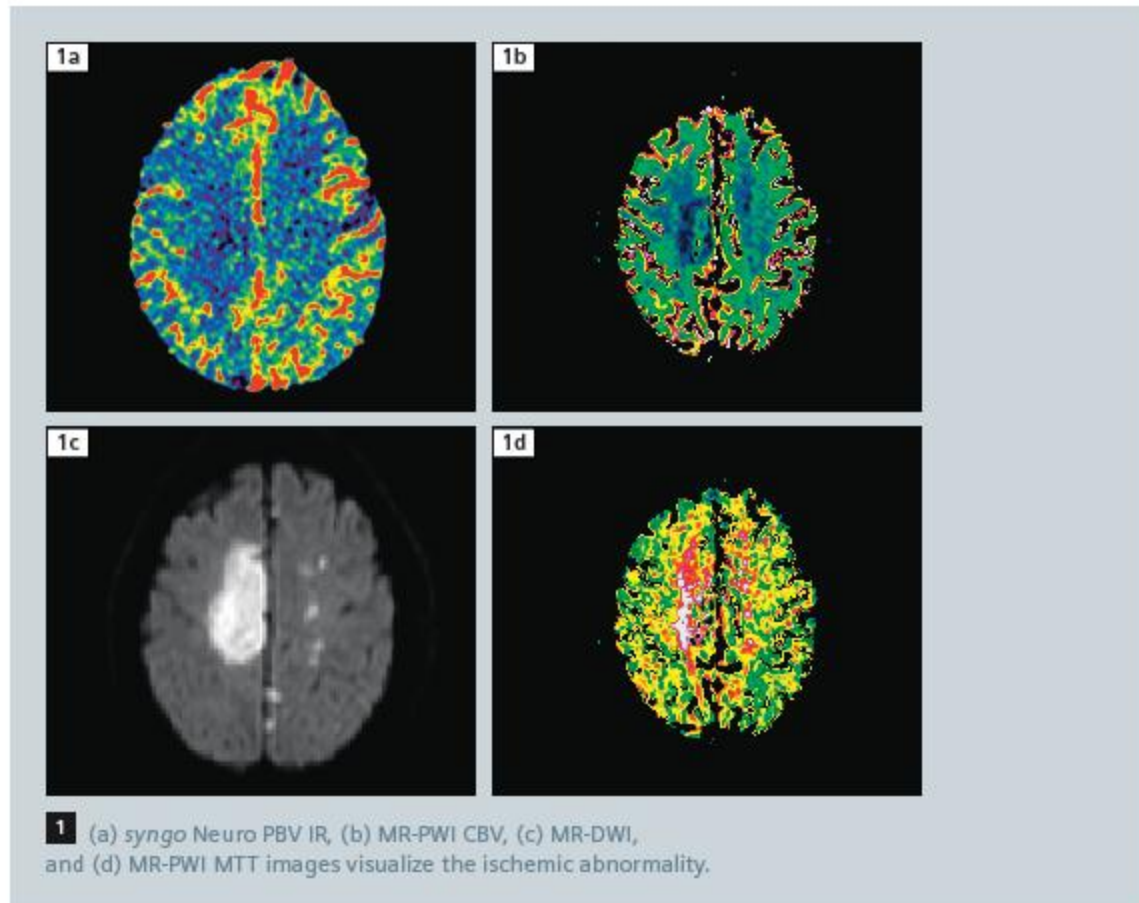 1a
1b
1c
1d
1 (a) syngo Neuro PBV IR, (b) MR-PWI CBV, (c) MR-DWI,
and (d) MR-PWI MTT images visualize the ischemic abnormality.